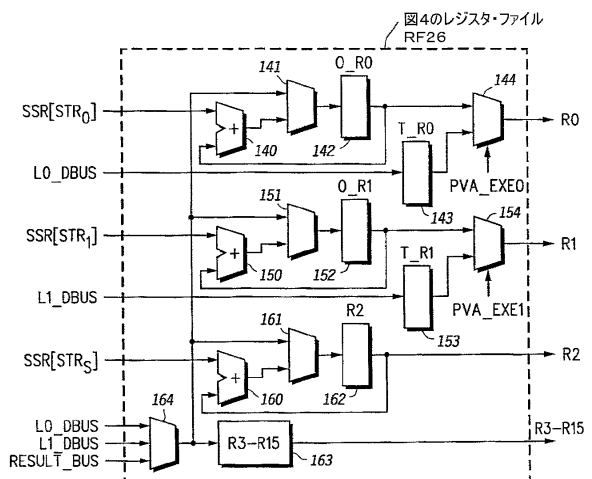 図4のレジスタ・ファイル
RF26
O_R0
141
144
SSR[STR0]
R0
+
140
142
T_R0
L0_DBUS
PVA_EXE0
143
O_R1
151
154
SSR[STR1]
R1
+
150
152
T_R1
L1_DBUS
PVA_EXE1
153
R2
161
SSR[STRS]
R2
+
160
162
164
L0_DBUS
L1_DBUS
RESULT_BUS
R3-R15
163
R3-R15